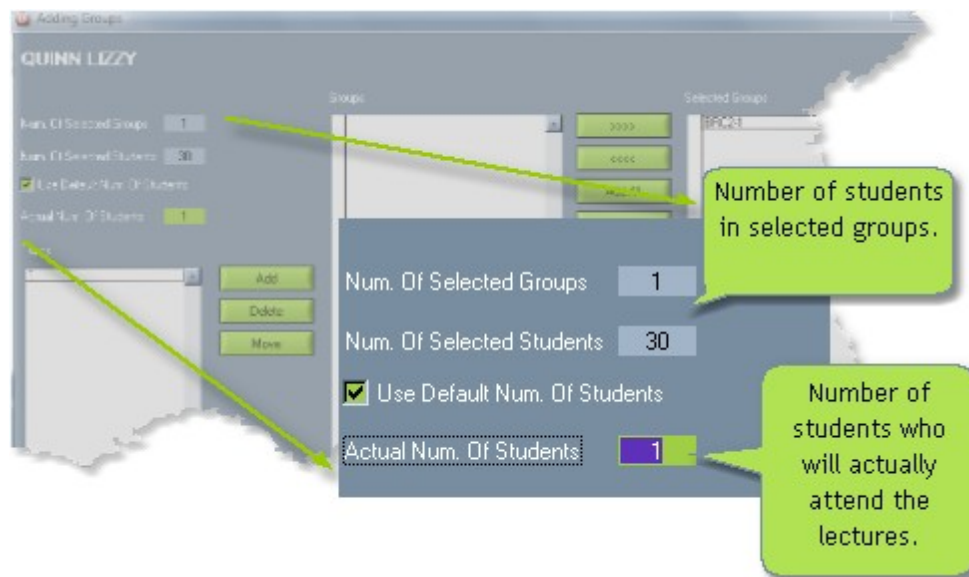 Adding Groups
QUINN LIZZY
Groups
Selected Groups
Num. Of Selected Groups 1
>>>>
Num. Of Selected Students 30
<<<<
Use Default Num. Of Students
Actual Num. Of Students 1
Add
Delete
Move
Number of students
in selected groups.
Num. Of Selected Groups 1
Num. Of Selected Students 30
Use Default Num. Of Students
Actual Num. Of Students 1
Number of
students who
will actually
attend the
lectures.